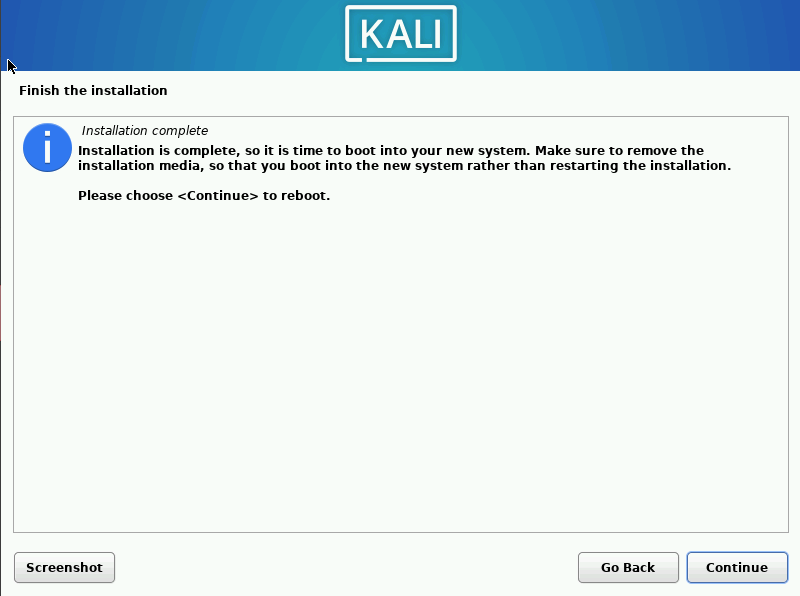 KALI
Finish the installation
Installation complete
Installation is complete, so it is time to boot into your new system. Make sure to remove the
installation media, so that you boot into the new system rather than restarting the installation.
Please choose <Continue> to reboot.
Screenshot
Go Back
Continue